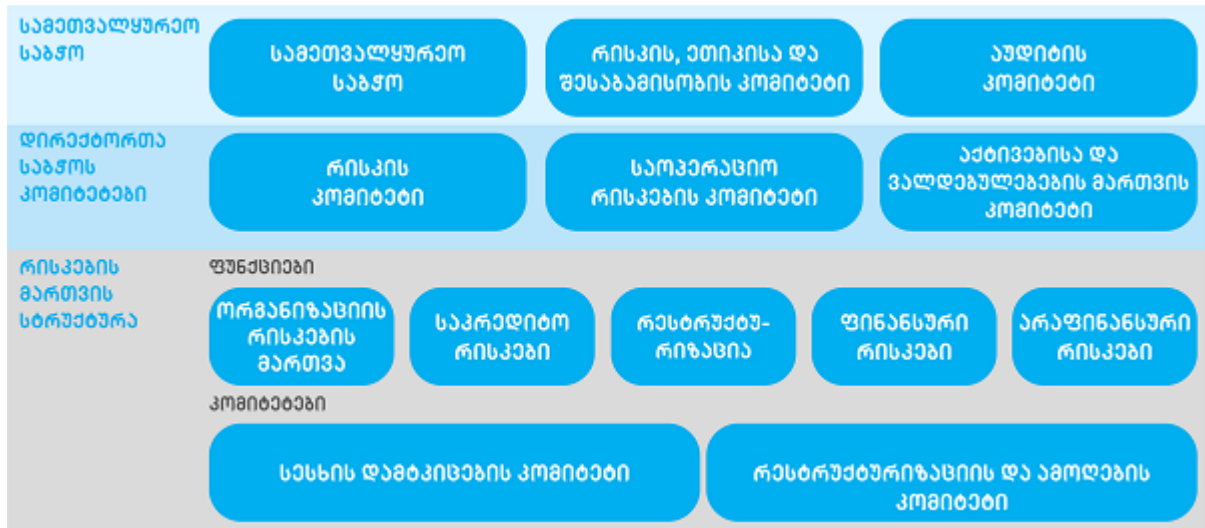 სამეთვალყურეო
საბჭო
სამეთვალყურეო
საბჭო
რისკის, ეთიკისა და
შესაბამისობის კომიტეტი
აუდიტის
კომიტეტი
დირექტორთა
საბჭოს
კომიტეტები
რისკის
კომიტეტი
საოპერაციო
რისკების კომიტეტი
აქტივებისა და
ვალდებულებების მართვის
კომიტეტი
რისკების
მართვის
სტრუქტურა
ფუნქციები
ორგანიზაციის
რისკების
მართვა
საკრედიტო
რისკები
რესტრუქტუ-
რიზაცია
ფინანსური
რისკები
არაფინანსური
რისკები
კომიტეტები
სესხის დამტკიცების კომიტეტი
რესტრუქტურიზაციის და ამოღების
კომიტეტი